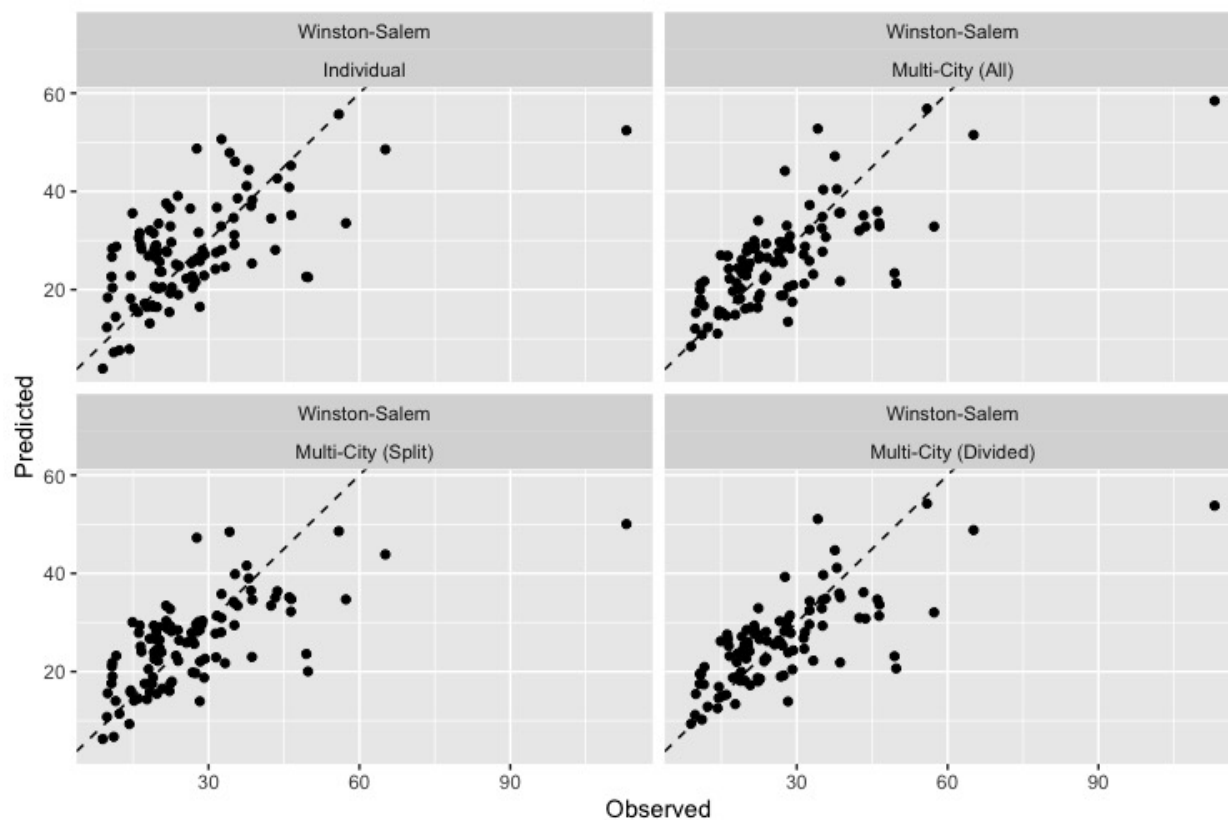 Winston-Salem
Individual
Winston-Salem
Multi-City (All)
60
40
20
Winston-Salem
Multi-City (Split)
Winston-Salem
Multi-City (Divided)
60
40
20
30
60
90
30
60
90
Predicted
Observed